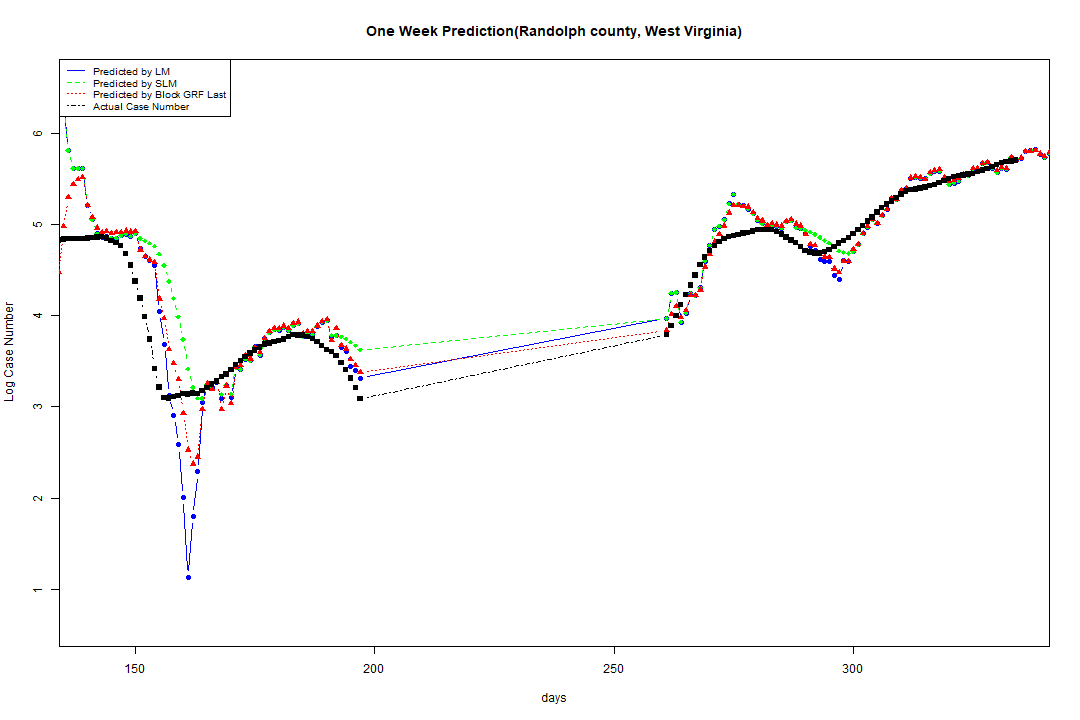 One Week Prediction(Randolph county, West Virginia)
Predicted by LM
Predicted by SLM
Predicted by Block GRF Last
Actual Case Number
Log Case Number
6
5
4
3
2
1
150
200
250
300
days